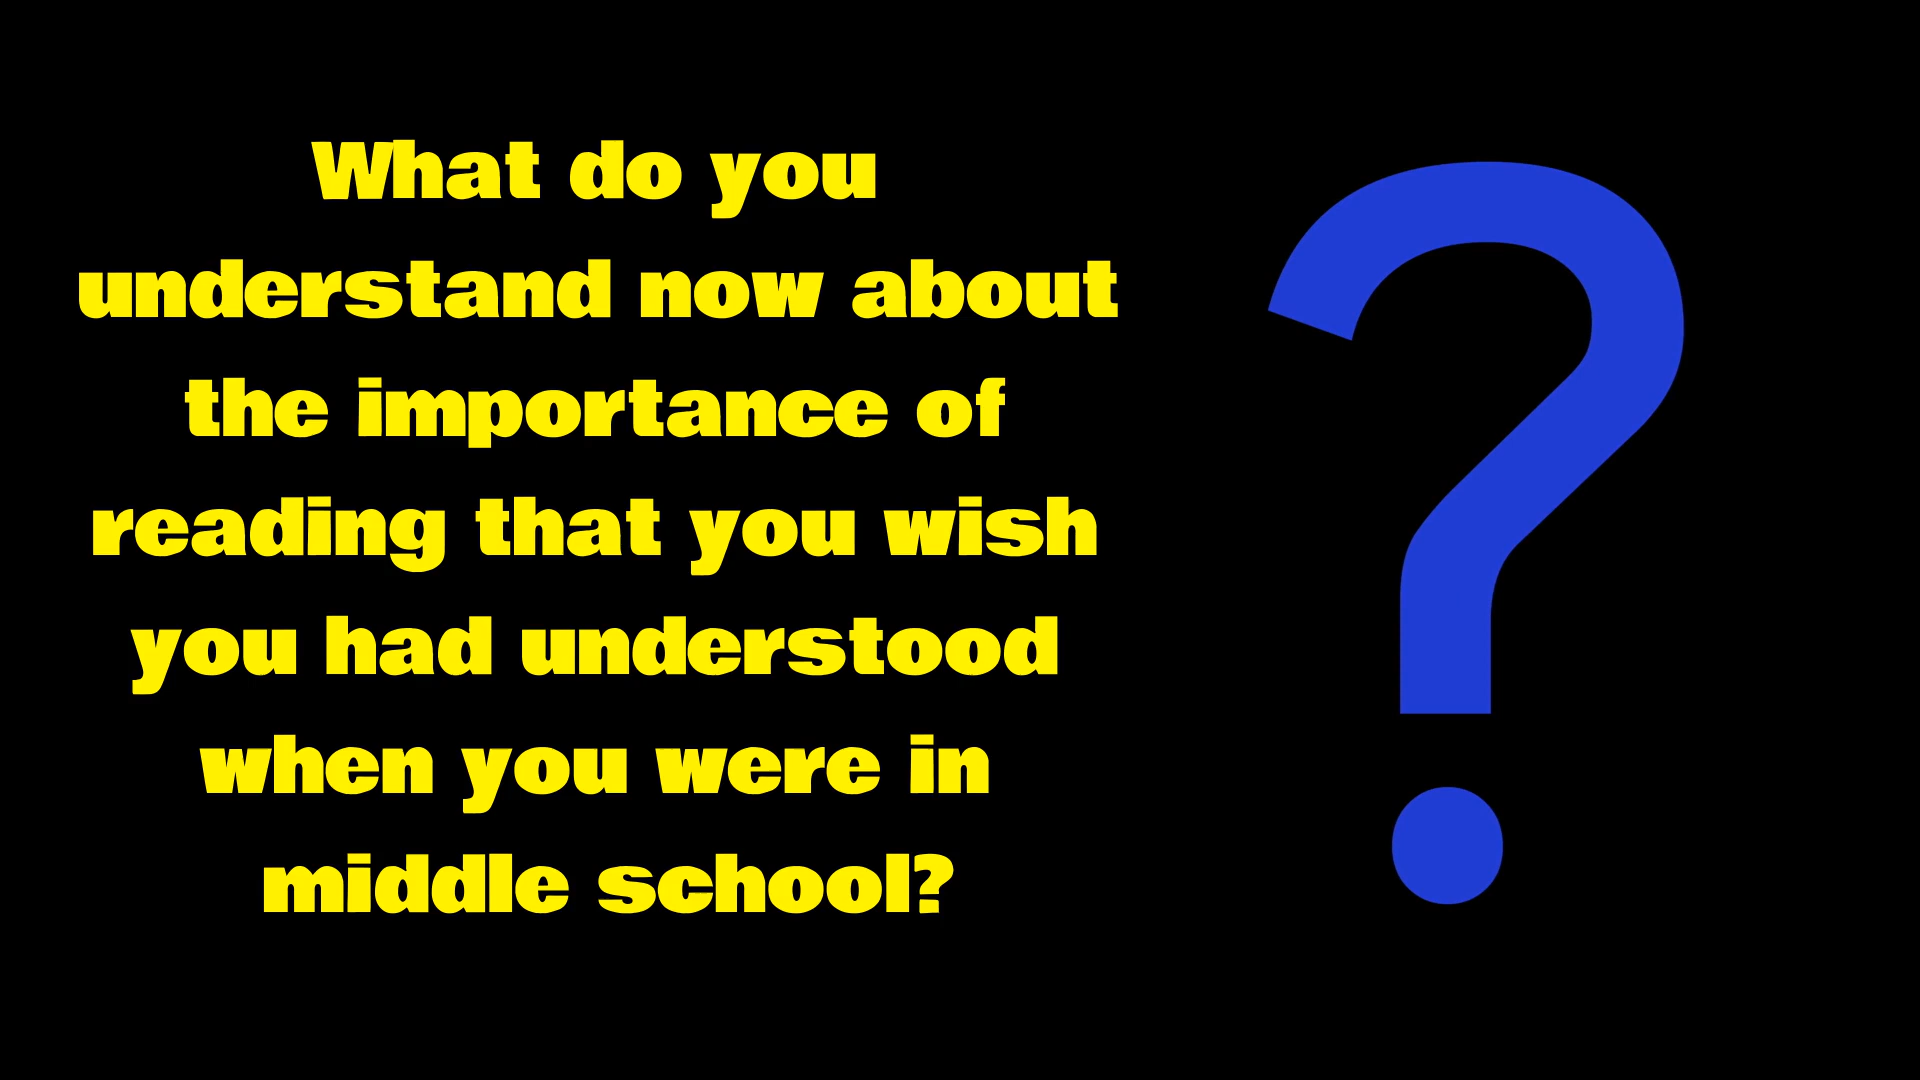 What do you
understand now about
the importance of
reading that you wish
you had understood
when you were in
middle school?
?